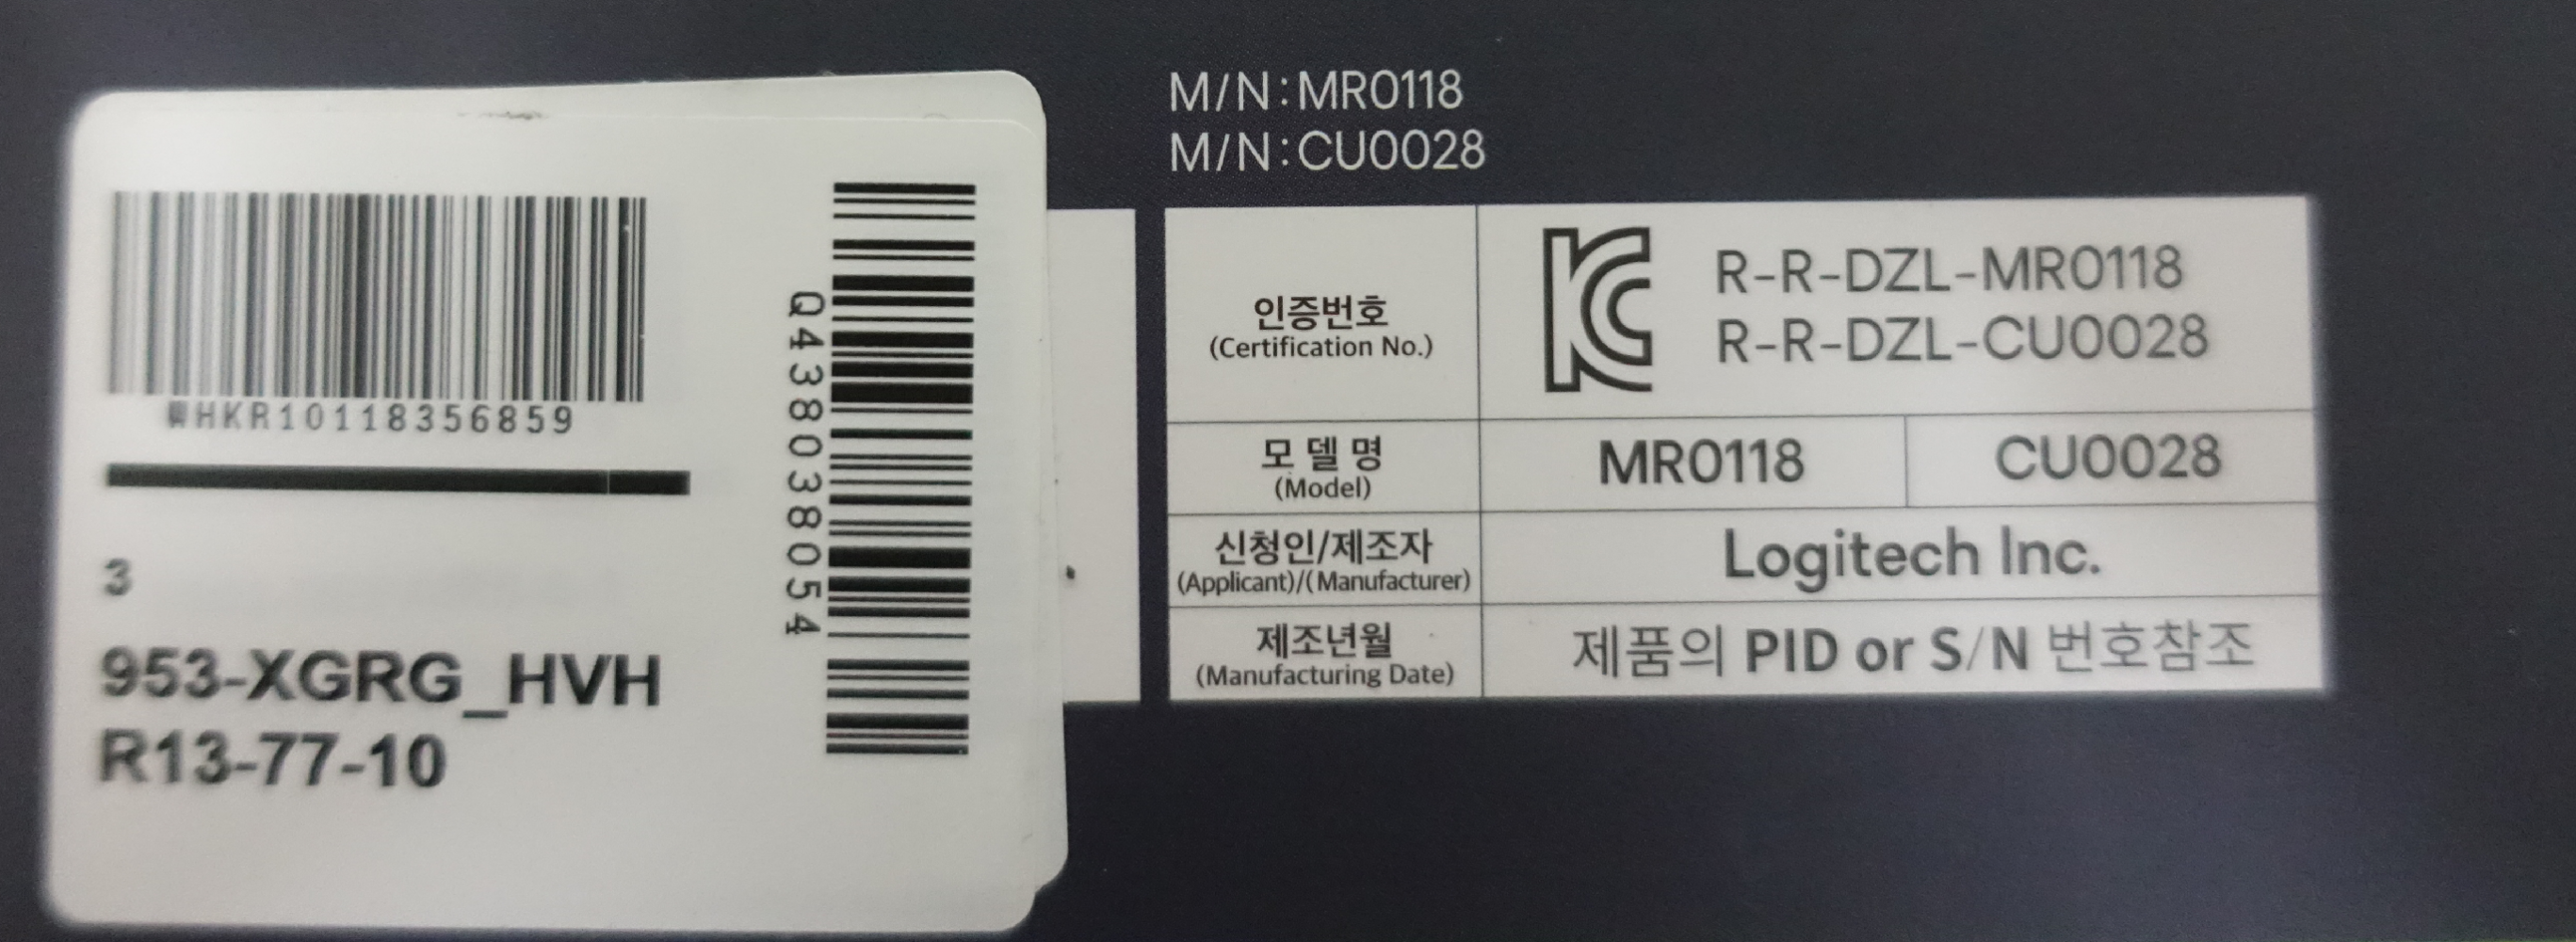 HKR10118356859
Q438038054
3
953-XGRG_HVH
R13-77-10
M/N:MR0118
M/N:CU0028
인증번호
(Certification No.)
R-R-DZL-MR0118
R-R-DZL-CU0028
모 델 명
(Model)
MR0118
CU0028
신청인/제조자
(Applicant)/(Manufacturer)
Logitech Inc.
제조년월
(Manufacturing Date)
제품의 PID or S/N 번호참조